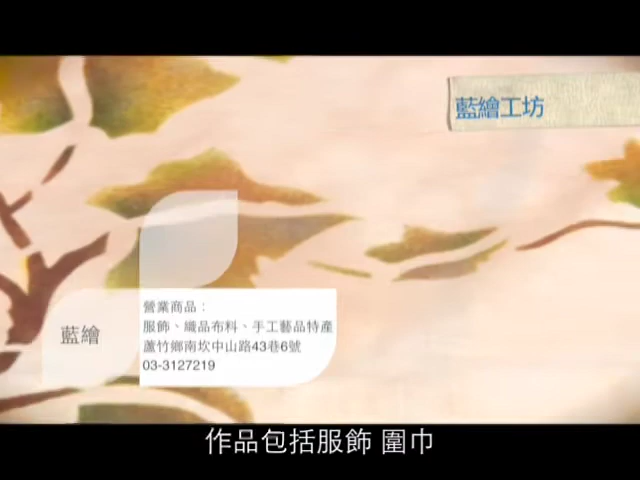 藍繪工坊
藍繪
營業商品：
服飾、織品布料、手工藝品特產
蘆竹鄉南崁中山路43巷6號
03-3127219
作品包括服飾 圍巾